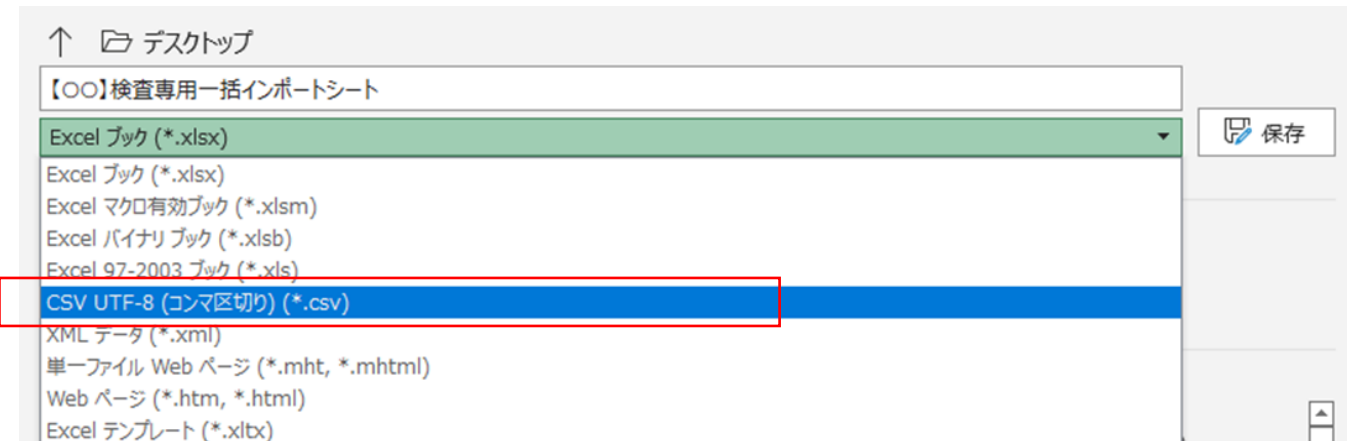 デスクトップ
【○○】検査専用一括インポートシート
Excel ブック (*.xlsx)
保存
Excel ブック (*.xlsx)
Excel マクロ有効ブック (*.xlsm)
Excel バイナリ ブック (*.xlsb)
Excel 97-2003 ブック (*.xls)
CSV UTF-8 (コンマ区切り) (*.csv)
XML データ (*.xml)
単一ファイル Web ページ (*.mht, *.mhtml)
Web ページ (*.htm, *.html)
Excel テンプレート (*.xltx)